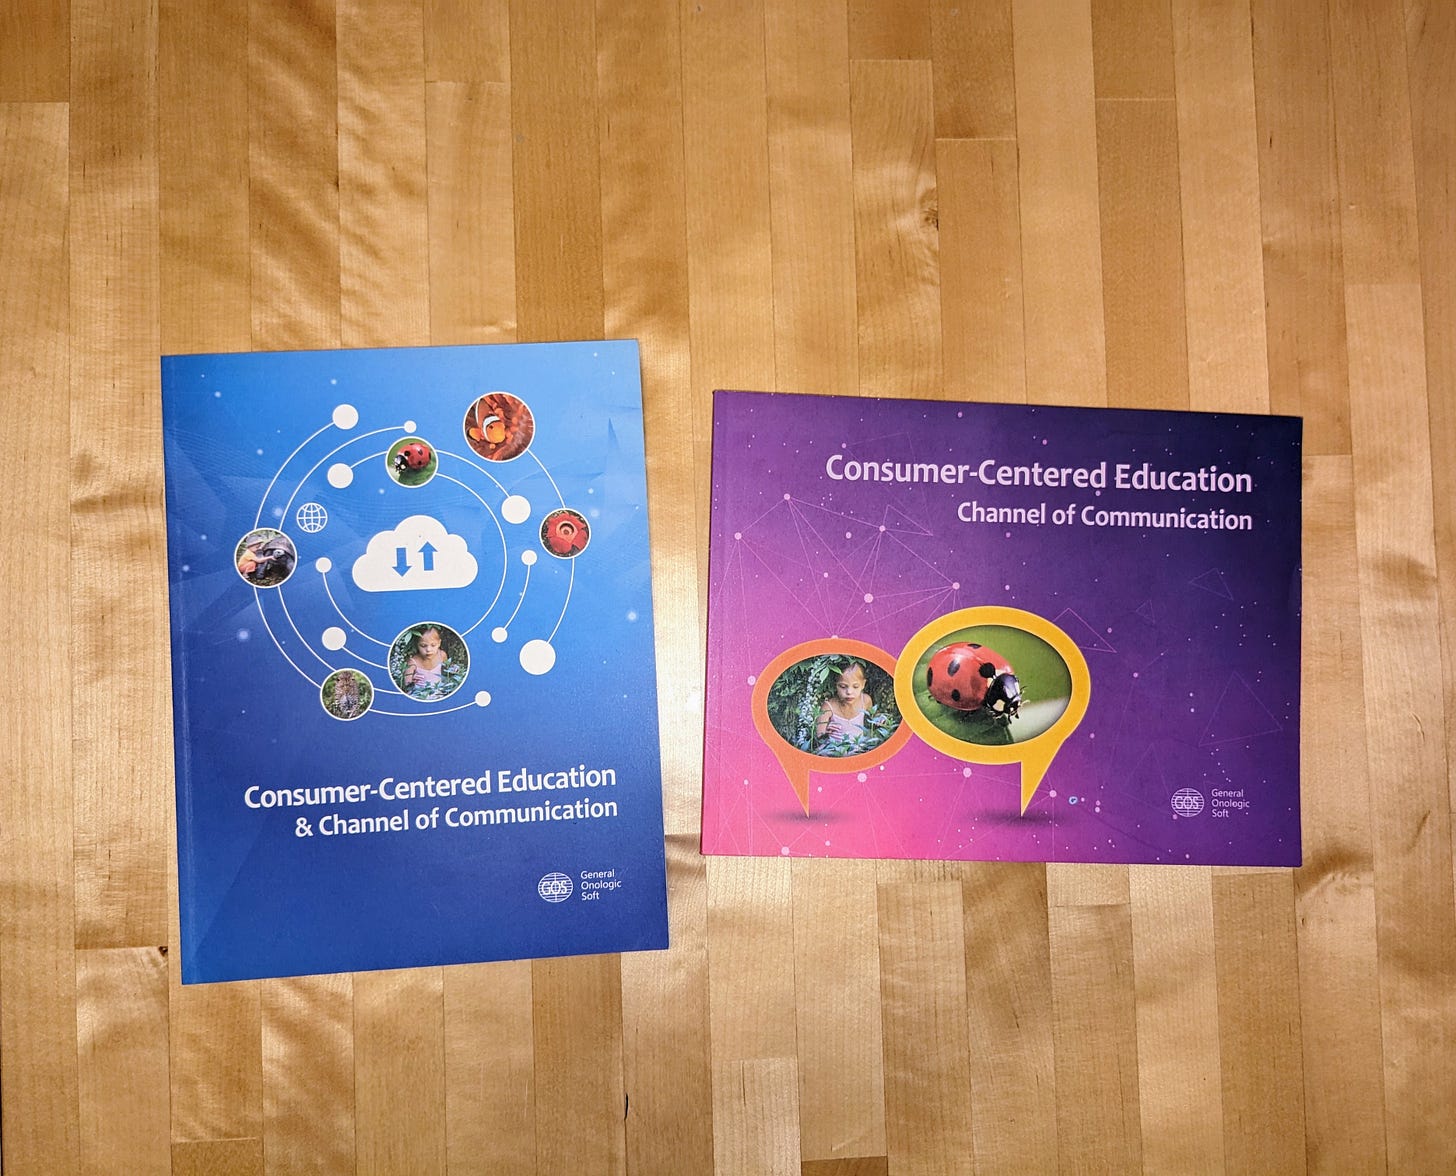 Consumer-Centered Education
& Channel of Communication
GOS
General
Onologic
Soft
Consumer-Centered Education
Channel of Communication
GOS
General
Onologic
Soft